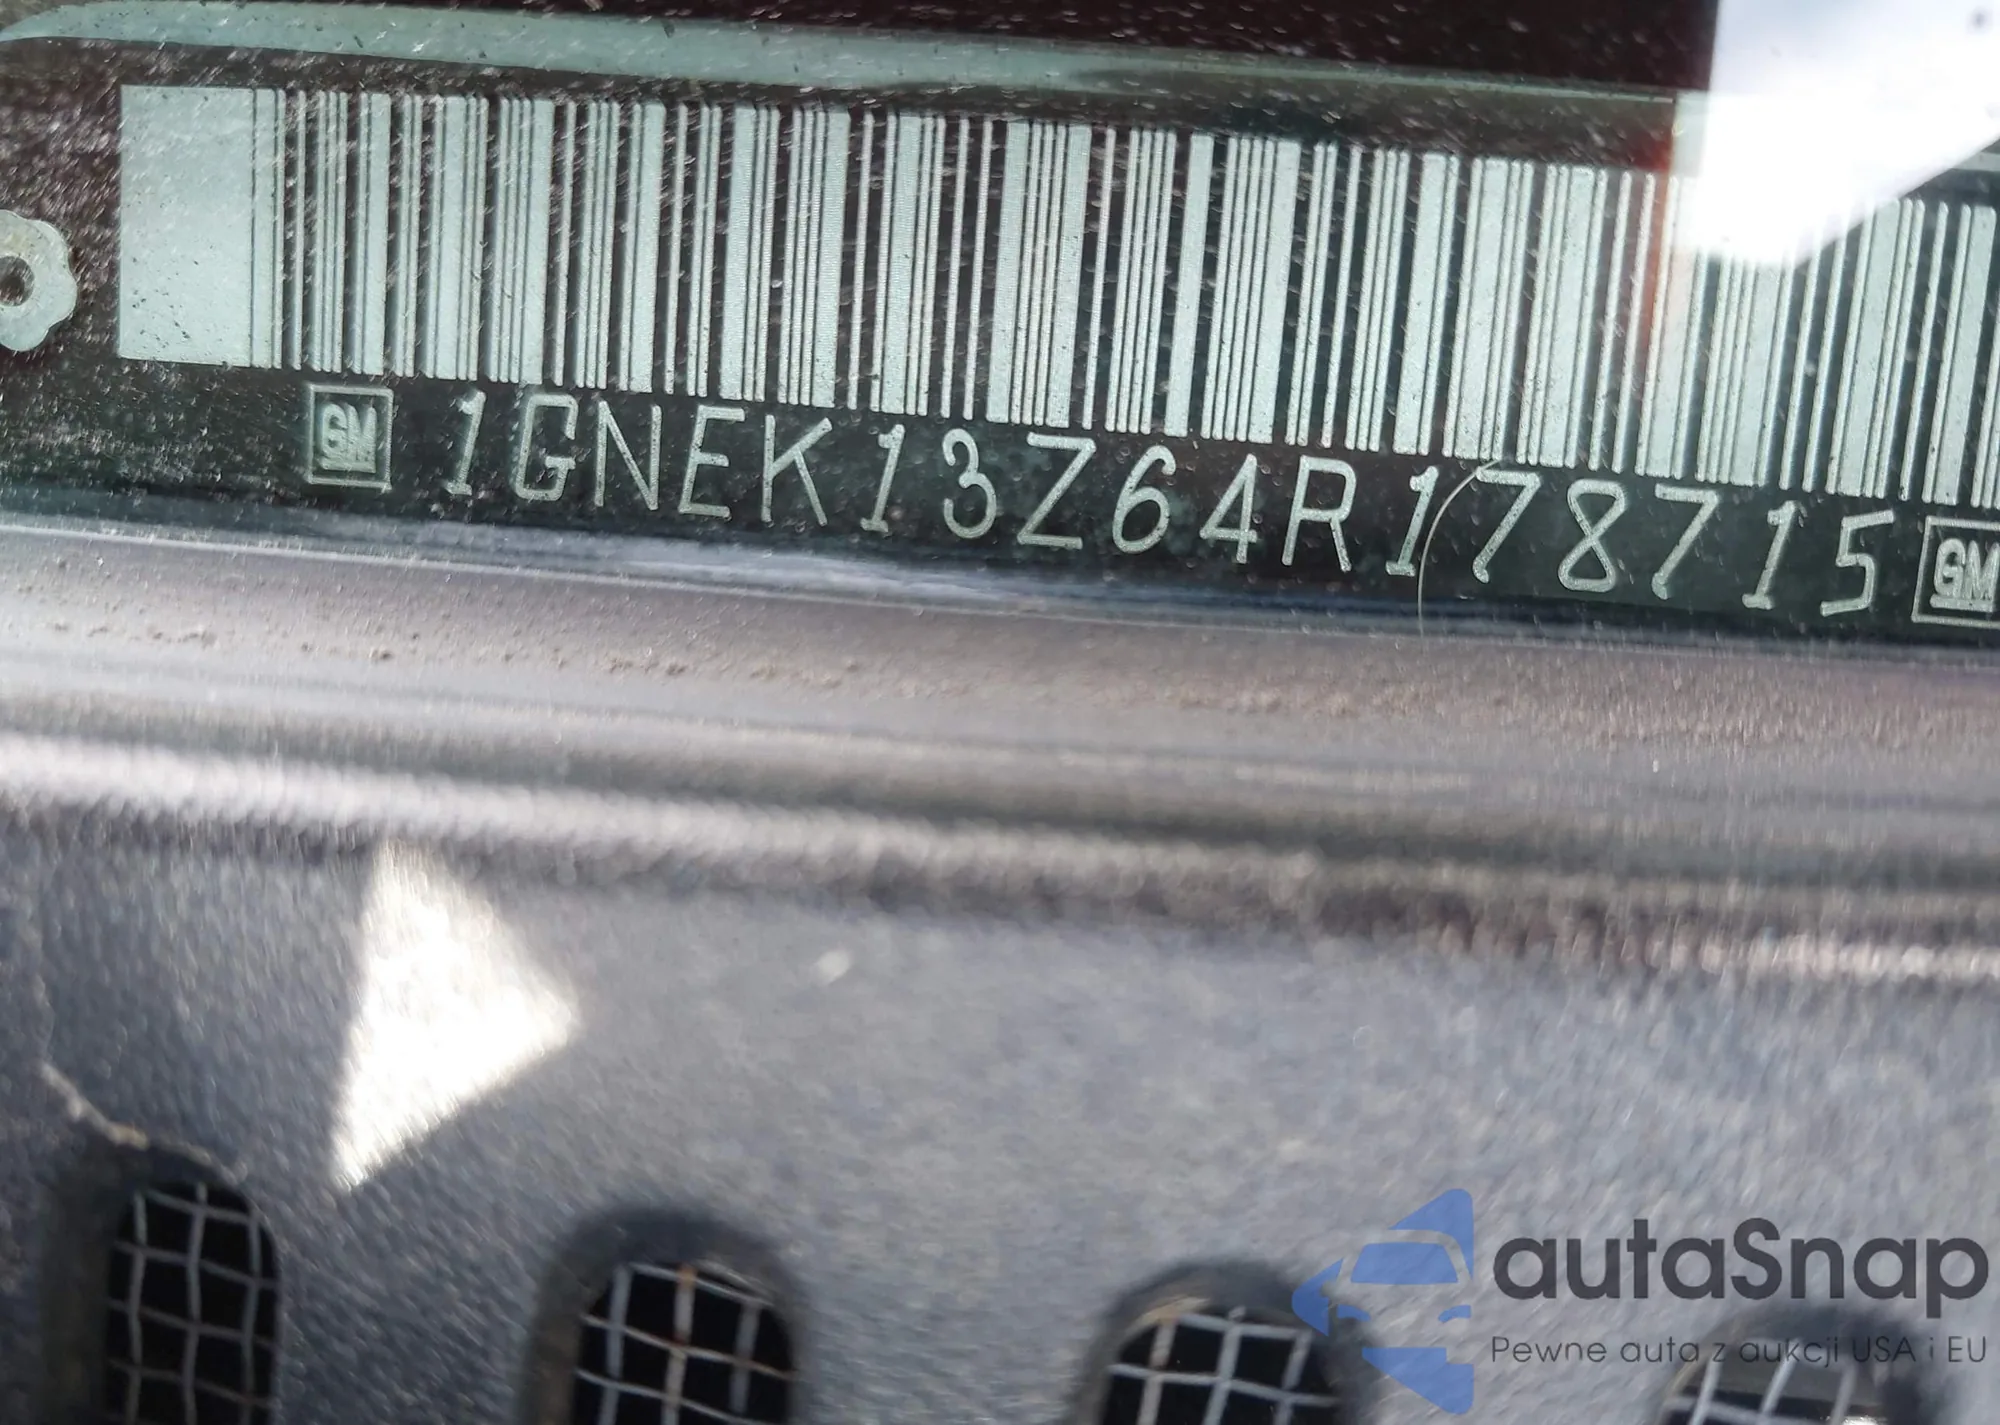 GM 1GNEK13Z64R178715 GM
autaSnap
Pewne auta z aukcji USA i EU